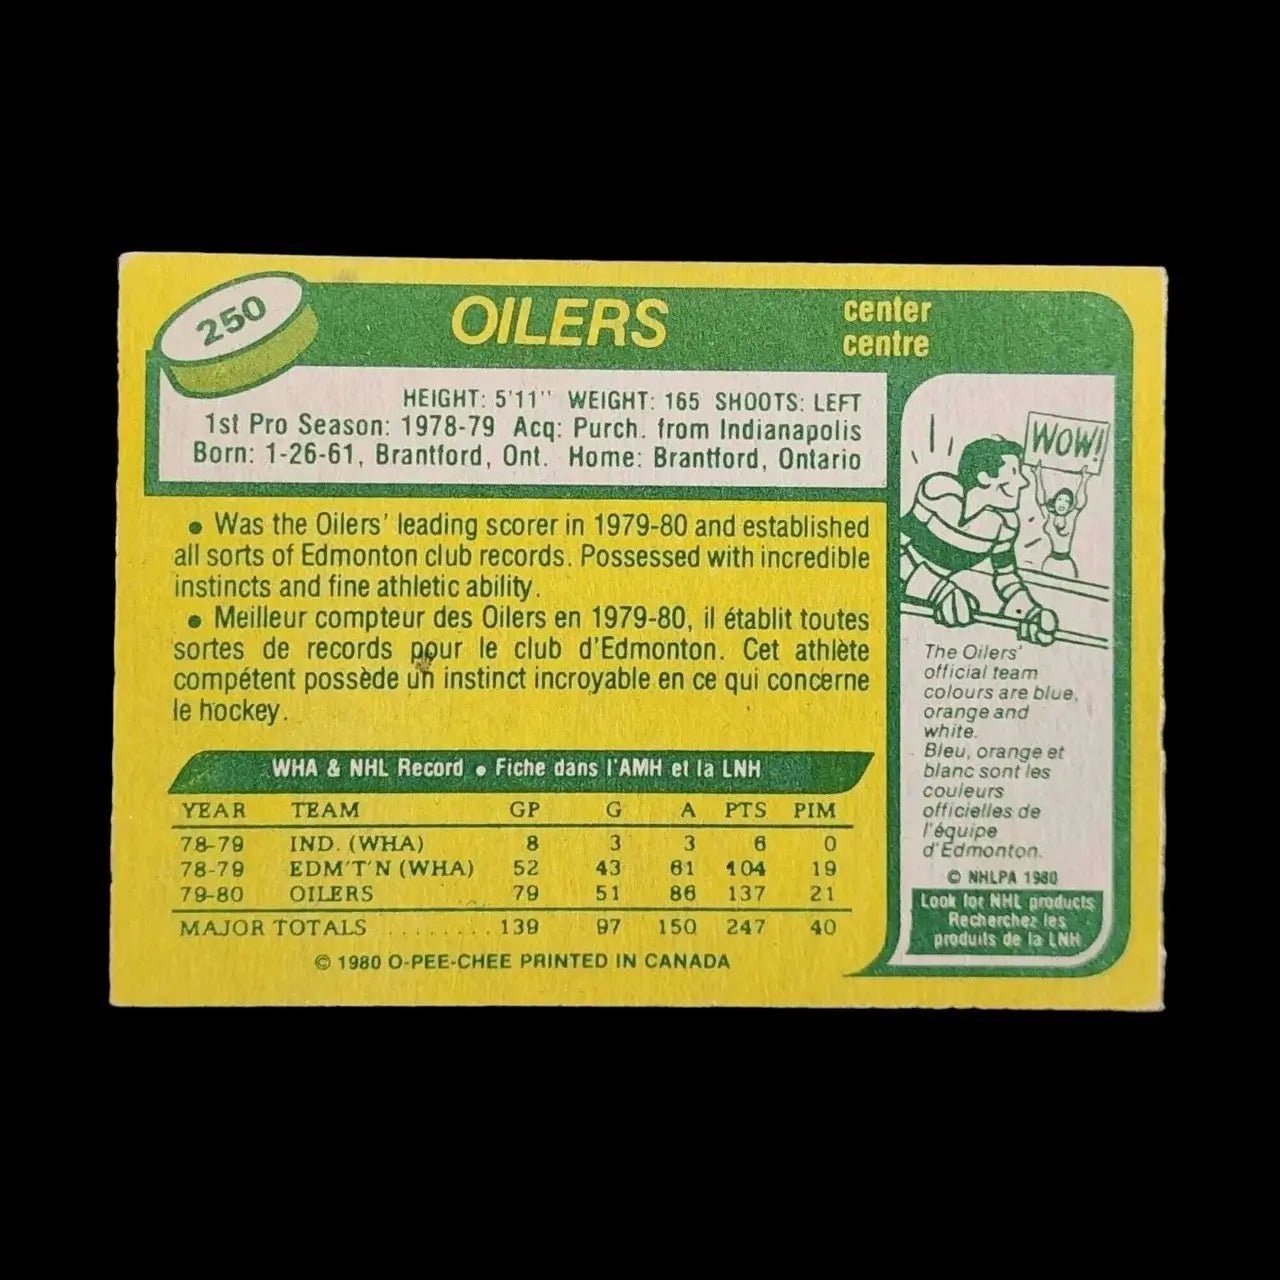 250
OILERS
center
centre
HEIGHT: 5'11" WEIGHT: 165 SHOOTS: LEFT
1st Pro Season: 1978-79 Acq: Purch. from Indianapolis
Born: 1-26-61, Brantford, Ont. Home: Brantford, Ontario
• Was the Oilers' leading scorer in 1979-80 and established
all sorts of Edmonton club records. Possessed with incredible
instincts and fine athletic ability.
• Meilleur compteur des Oilers en 1979-80, il établit toutes
sortes de records pour le club d'Edmonton. Cet athlète
compétent possède un instinct incroyable en ce qui concerne
le hockey.
WHA & NHL Record • Fiche dans l'AMH et la LNH
YEAR TEAM GP G A PTS PIM
78-79 IND. (WHA) 8 3 3 6 0
78-79 EDM'T'N (WHA) 52 43 61 104 19
79-80 OILERS 79 51 86 137 21
MAJOR TOTALS ........ 139 97 150 247 40
© 1980 O-PEE-CHEE PRINTED IN CANADA
WOW!
The Oilers'
official team
colours are blue,
orange and
white.
Bleu, orange et
blanc sont les
couleurs
officielles de
l'équipe
d'Edmonton.
© NHLPA 1980
Look for NHL products
Recherchez les
produits de la LNH